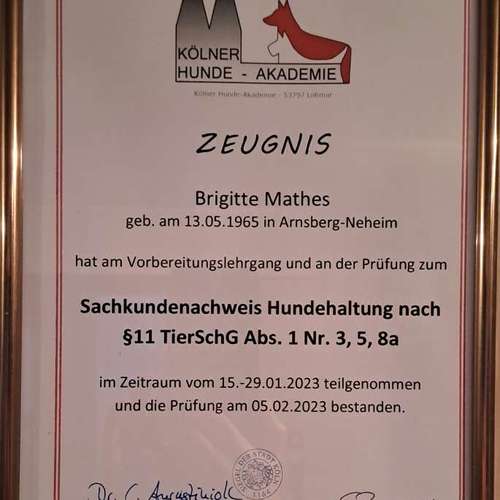 KÖLNER
HUNDE - AKADEMIE
Kölner Hunde-Akademie - 53797 Lohmar
ZEUGNIS
Brigitte Mathes
geb. am 13.05.1965 in Arnsberg-Neheim
hat am Vorbereitungslehrgang und an der Prüfung zum
Sachkundenachweis Hundehaltung nach
§11 TierSchG Abs. 1 Nr. 3, 5, 8a
im Zeitraum vom 15.-29.01.2023 teilgenommen
und die Prüfung am 05.02.2023 bestanden.
Dr. C.